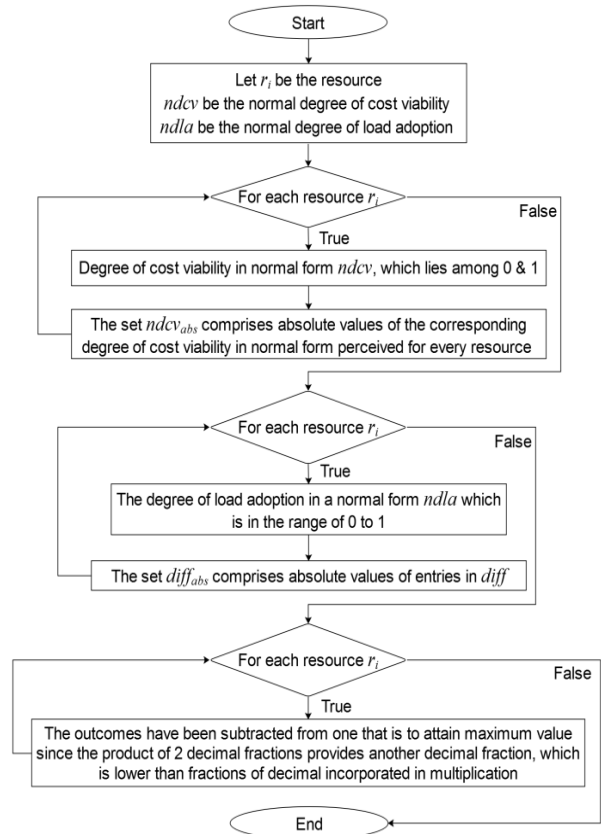 Start
Let r_i be the resource
ndcv be the normal degree of cost viability
ndla be the normal degree of load adoption
For each resource r_i
False
True
Degree of cost viability in normal form ndcv, which lies among 0 & 1
The set ndcv_abs comprises absolute values of the corresponding
degree of cost viability in normal form perceived for every resource
For each resource r_i
False
True
The degree of load adoption in a normal form ndla which
is in the range of 0 to 1
The set diff_abs comprises absolute values of entries in diff
For each resource r_i
False
True
The outcomes have been subtracted from one that is to attain maximum value
since the product of 2 decimal fractions provides another decimal fraction, which
is lower than fractions of decimal incorporated in multiplication
End